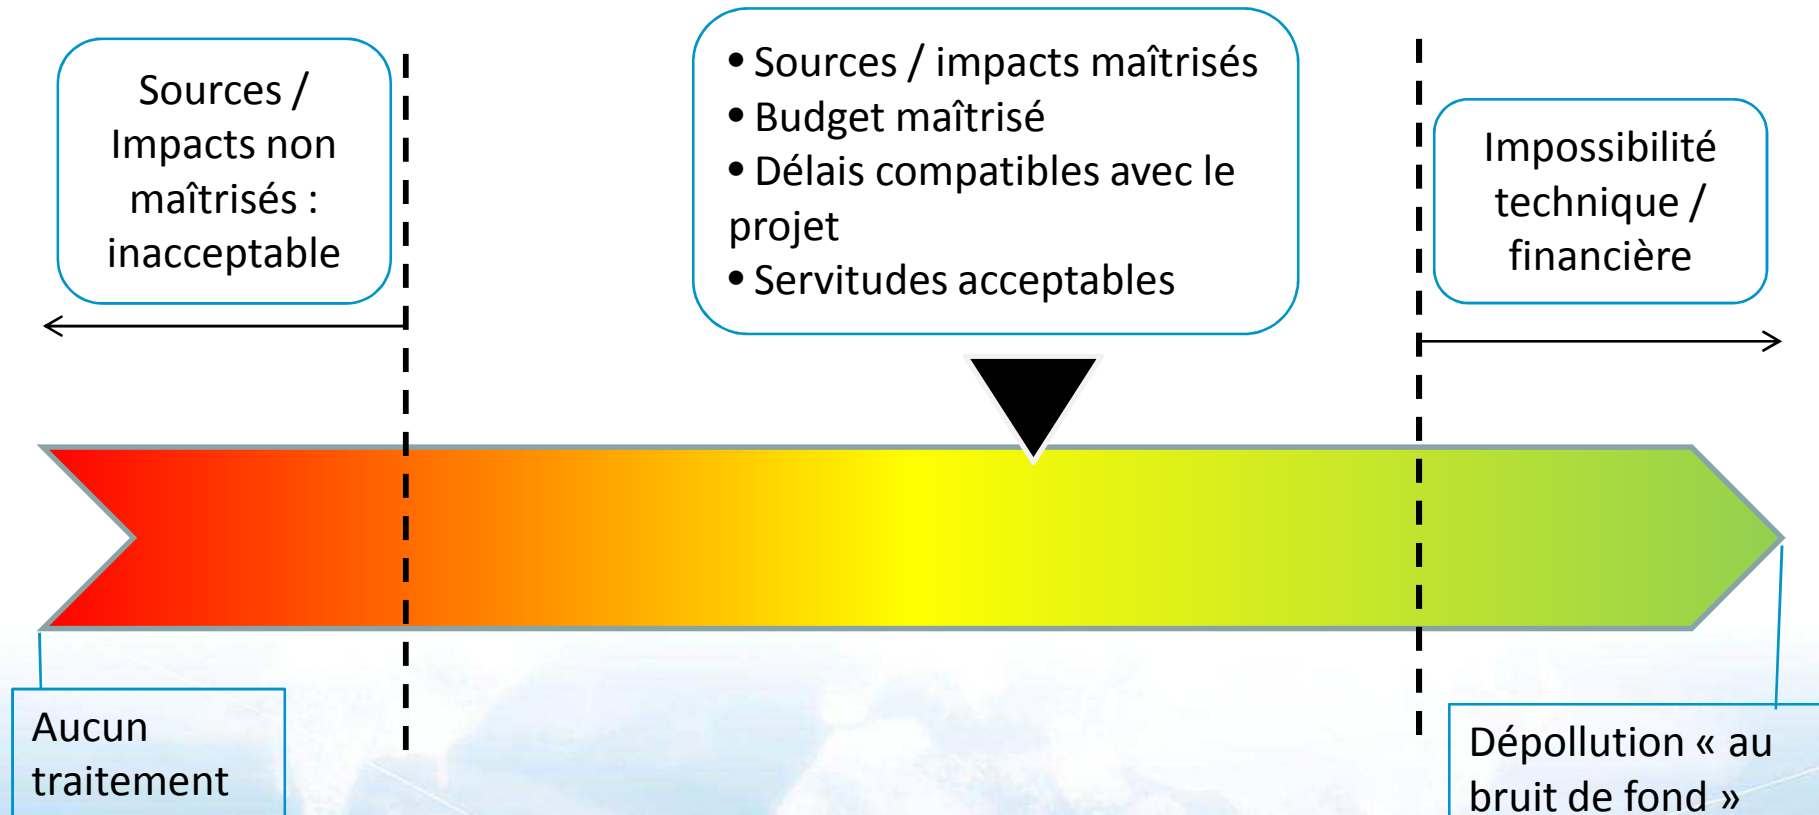 Sources /
Impacts non
maîtrisés :
inacceptable
• Sources / impacts maîtrisés
• Budget maîtrisé
• Délais compatibles avec le
projet
• Servitudes acceptables
Impossibilité
technique /
financière
Aucun
traitement
Dépollution « au
bruit de fond »